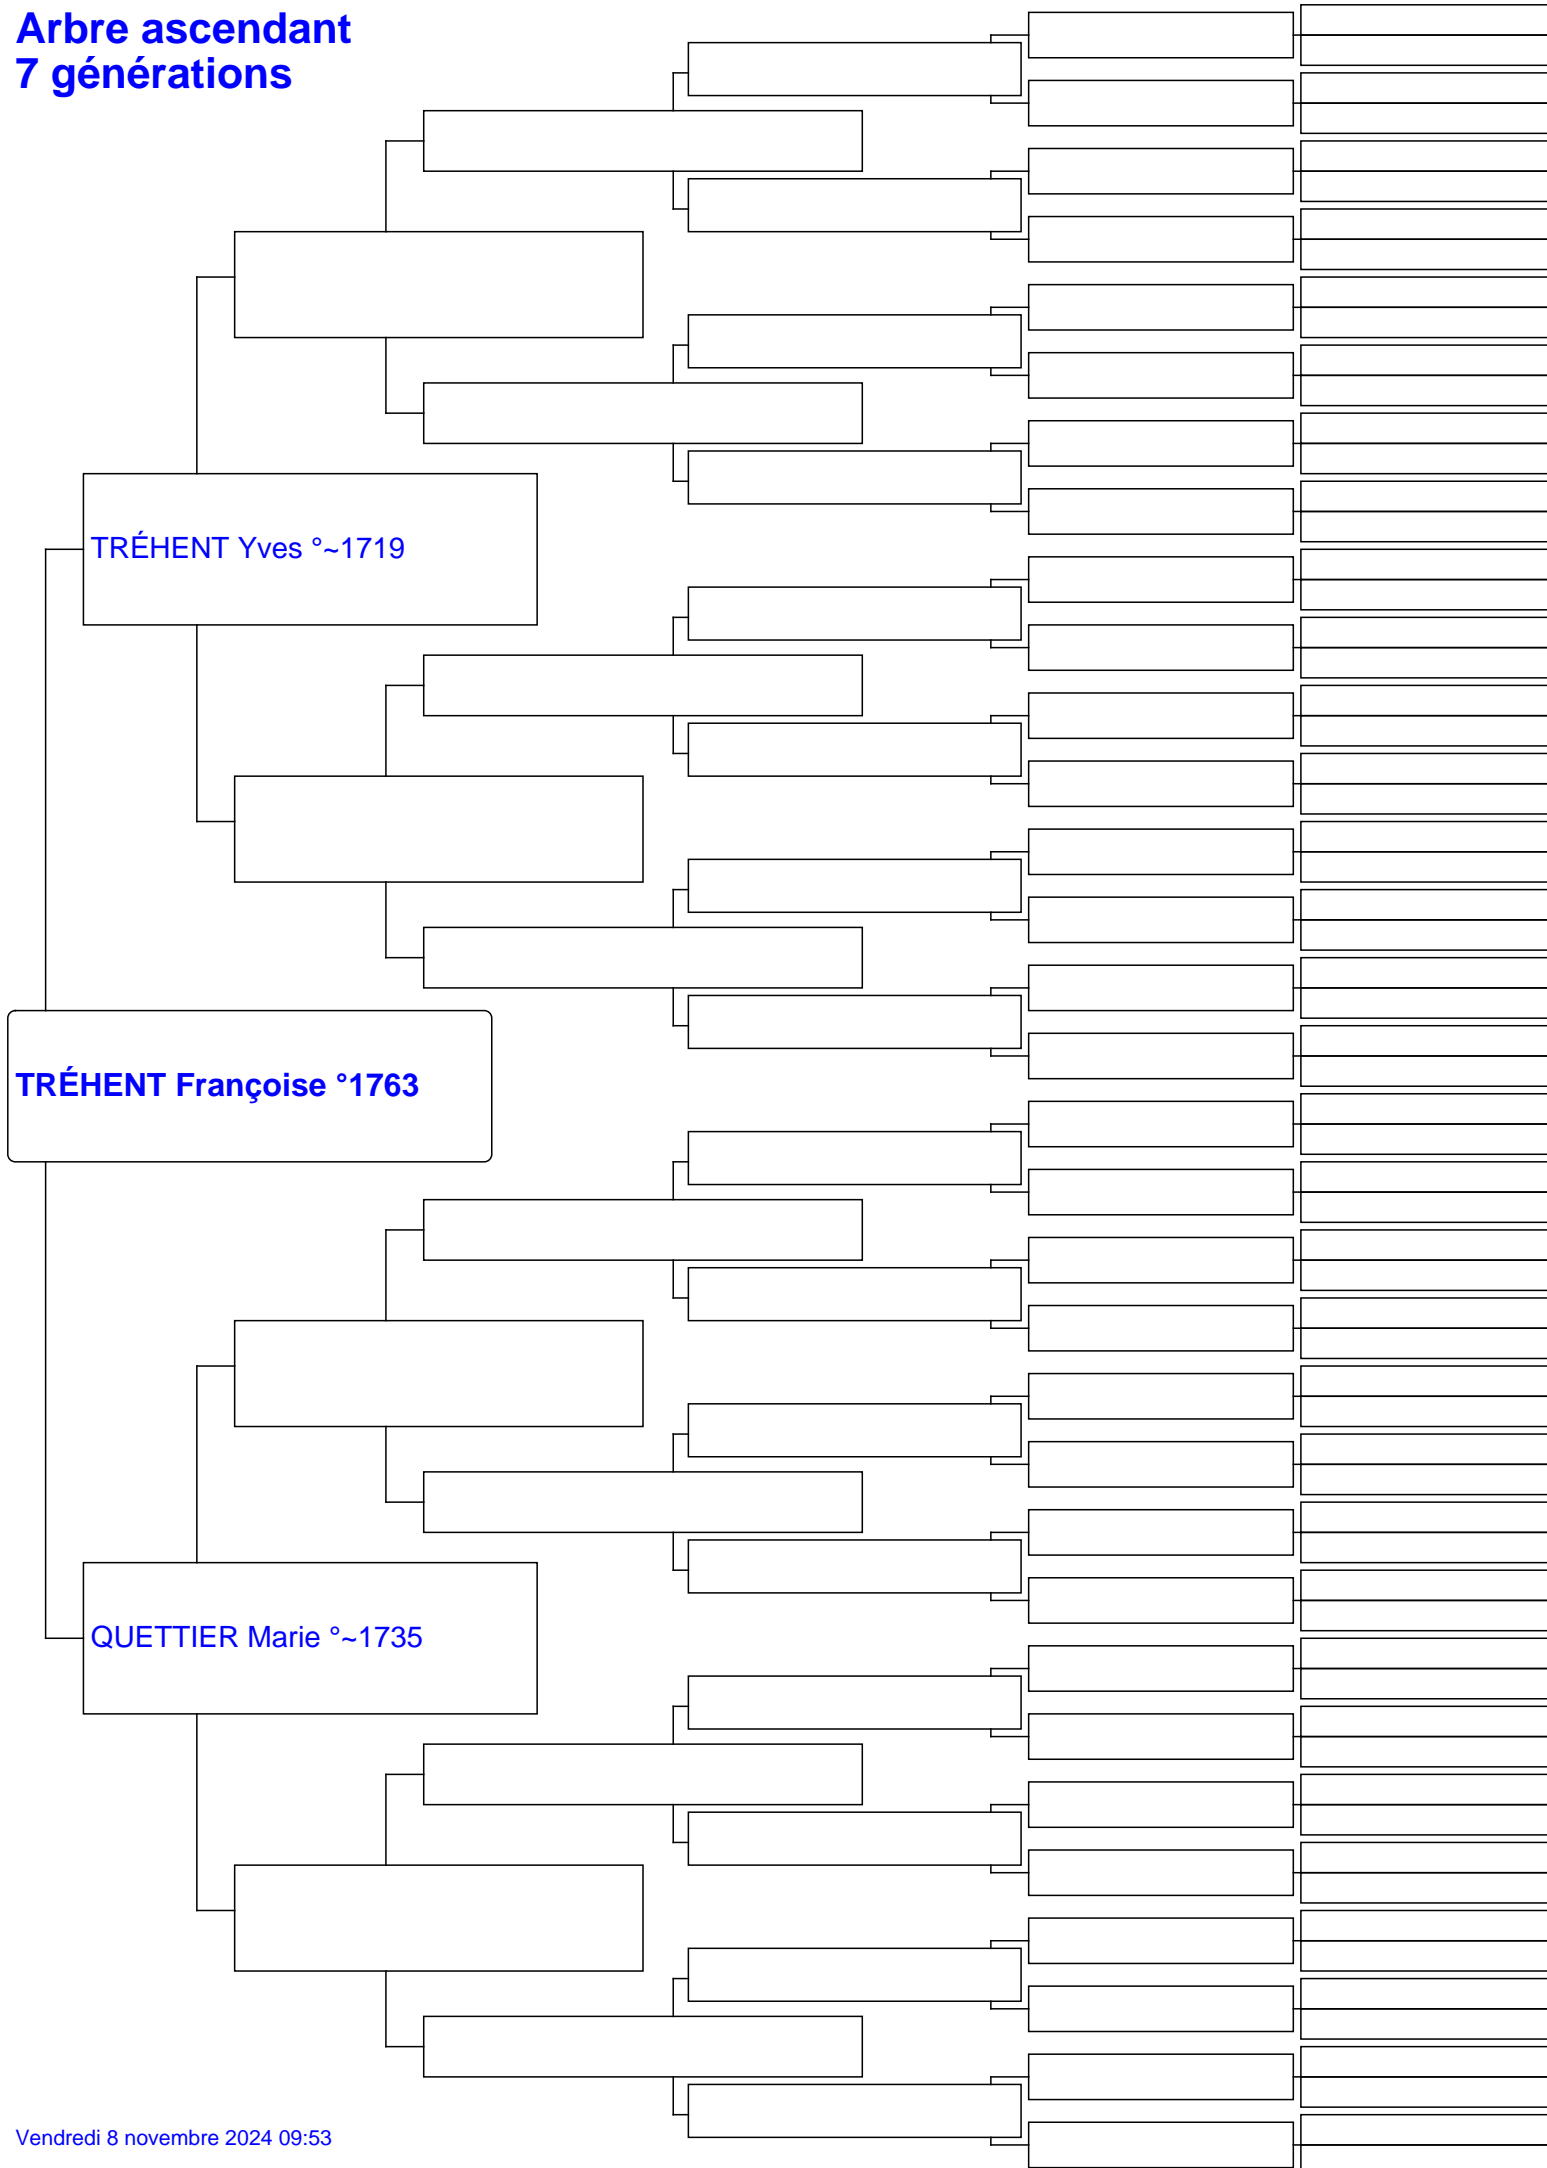 Arbre ascendant
7 générations
TRÉHENT Yves °~1719
TRÉHENT Françoise °1763
QUETTIER Marie °~1735
Vendredi 8 novembre 2024 09:53